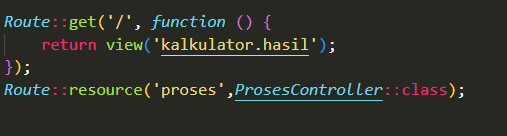 Route::get('/', function () {
    return view('kalkulator.hasil');
});
Route::resource('proses',ProsesController::class);